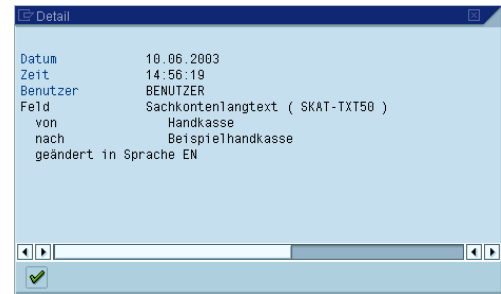 Detail
Datum 10.06.2003
Zeit 14:56:19
Benutzer BENUTZER
Feld Sachkontenlangtext ( SKAT-TXT50 )
von Handkasse
nach Beispielhandkasse
geändert in Sprache EN